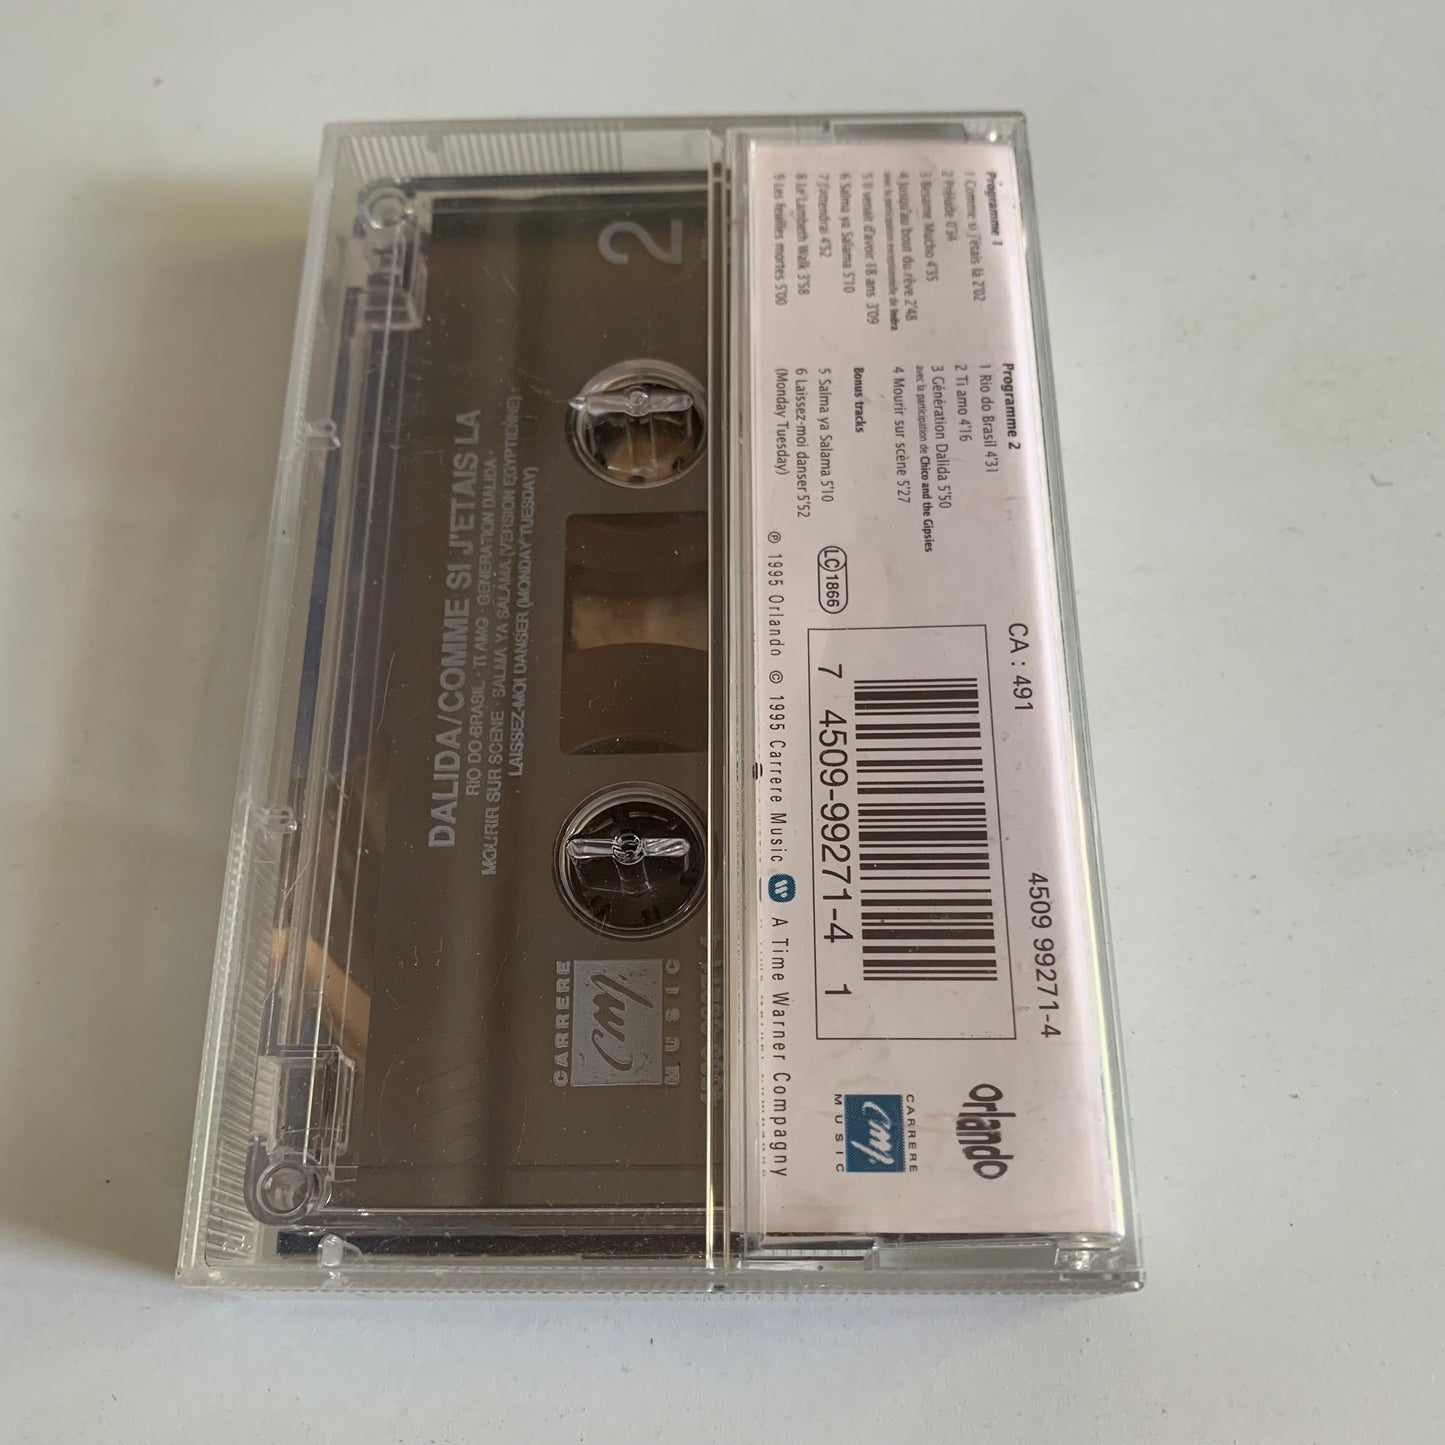 Programme 1
1 Comme si j'étais là 2'02
2 Prélude 0'34
3 Besame Mucho 4'35
4 Jusqu'au bout du rêve 2'48
avec la participation exceptionnelle de Indra
5 Il venait d'avoir 18 ans 3'09
6 Salma ya Salama 5'10
7 J'attendrai 4'52
8 Le Lambeth Walk 3'58
9 Les feuilles mortes 5'00
Programme 2
1 Rio do Brasil 4'31
2 Ti amo 4'16
3 Génération Dalida 5'50
avec la participation de Chico and the Gipsies
4 Mourir sur scène 5'27
Bonus tracks
5 Salma ya Salama 5'10
6 Laissez-moi danser 5'52
(Monday Tuesday)
LC 1866
CA : 491
4509 99271-4
7 4509-99271-4 1
orlando
CARRERE
MUSIC
℗ 1995 Orlando © 1995 Carrere Music A Time Warner Compagny
2
DALIDA/COMME SI J'ETAIS LA
RIO DO BRASIL · TI AMO · GENERATION DALIDA ·
MOURIR SUR SCENE · SALMA YA SALAMA (VERSION EGYPTIENNE) ·
LAISSEZ-MOI DANSER (MONDAY TUESDAY)
CARRERE
MUSIC